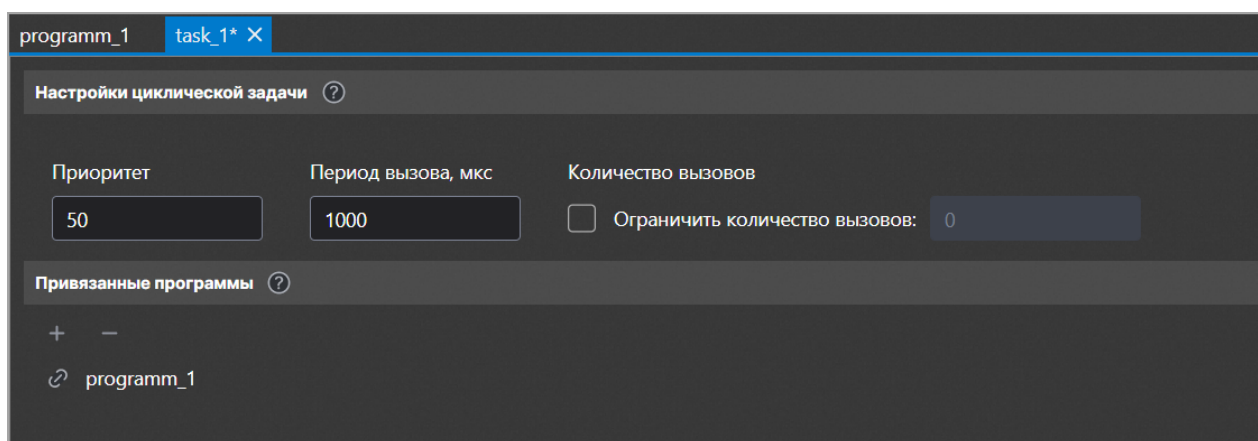 programm_1 task_1*
Настройки циклической задачи ?
Приоритет Период вызова, мкс Количество вызовов
50 1000 Ограничить количество вызовов: 0
Привязанные программы ?
programm_1